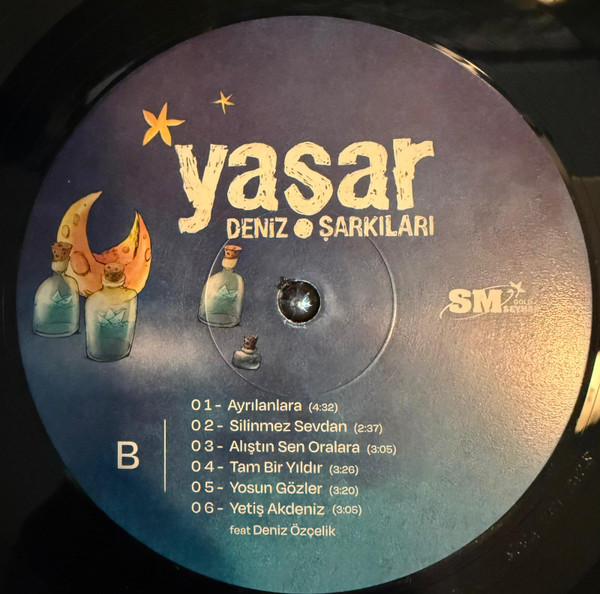 yaşar
DENİZ ŞARKILARI
SM
GOLD
SEYHAN
B
01- Ayrılanlara (4:32)
02- Silinmez Sevdan (2:37)
03- Alıştın Sen Oralara (3:05)
04- Tam Bir Yıldır (3:26)
05- Yosun Gözler (3:20)
06- Yetiş Akdeniz (3:05)
feat Deniz Özçelik